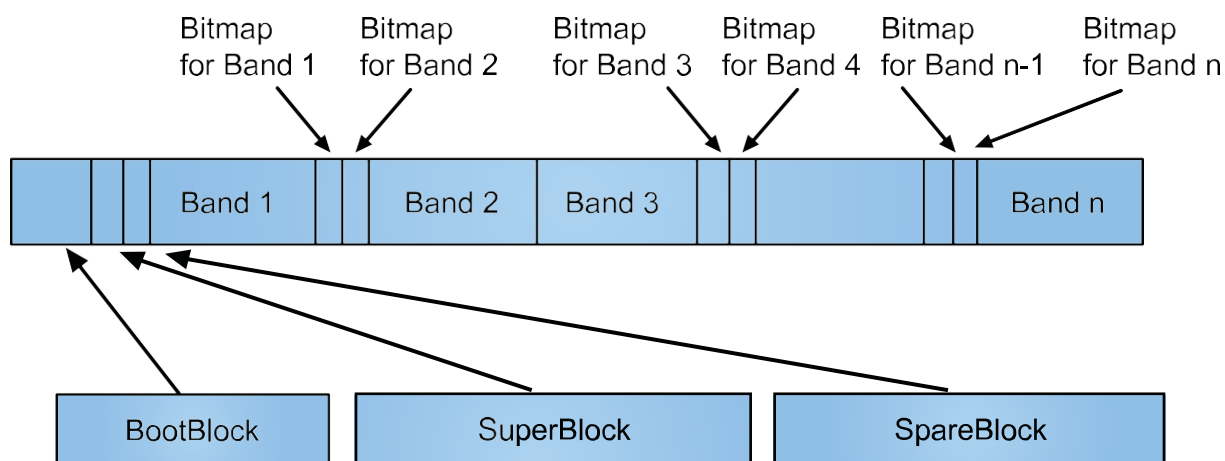 Bitmap
for Band 1
Bitmap
for Band 2
Bitmap
for Band 3
Bitmap
for Band 4
Bitmap
for Band n-1
Bitmap
for Band n
Band 1
Band 2
Band 3
Band n
BootBlock
SuperBlock
SpareBlock